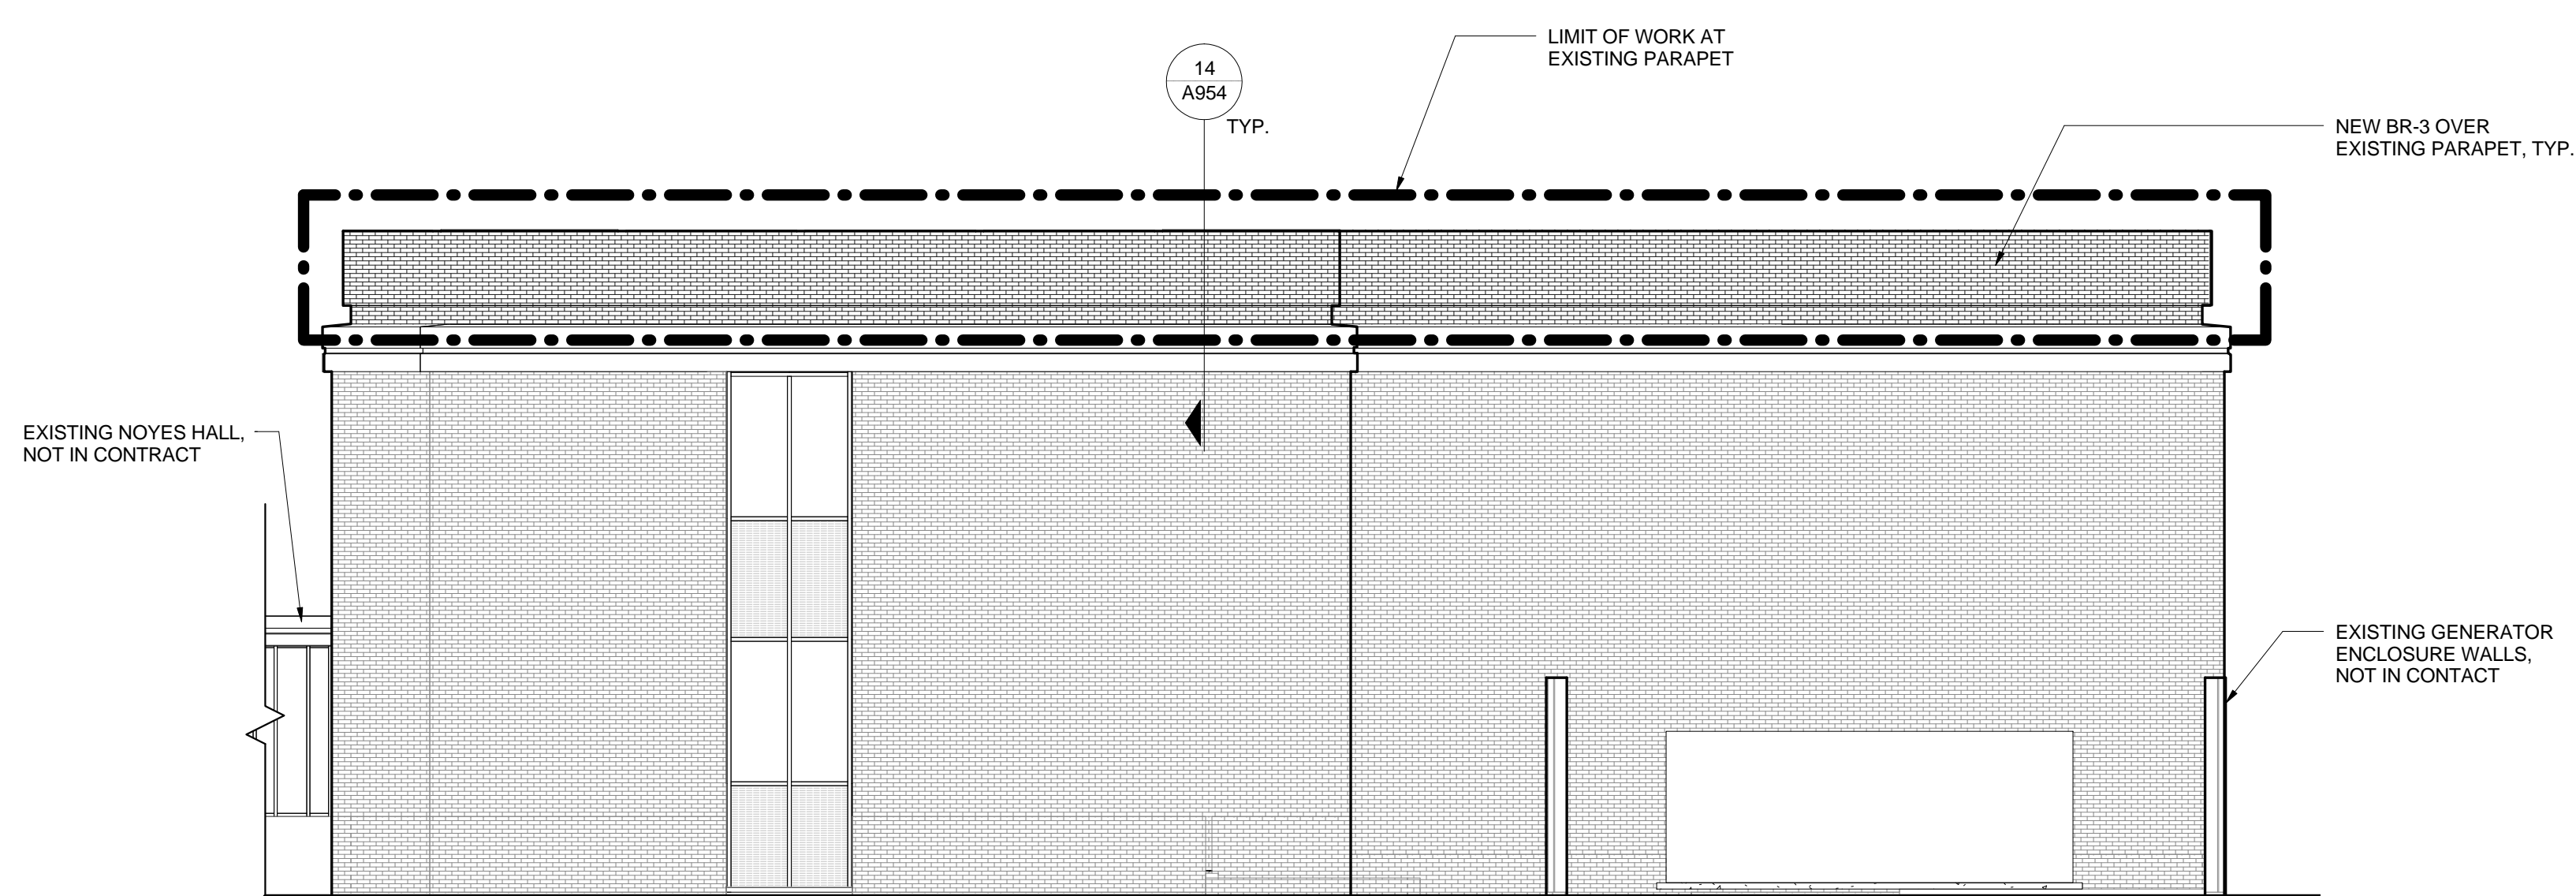 LIMIT OF WORK AT
EXISTING PARAPET
14
A954
TYP.
NEW BR-3 OVER
EXISTING PARAPET, TYP.
EXISTING NOYES HALL,
NOT IN CONTRACT
EXISTING GENERATOR
ENCLOSURE WALLS,
NOT IN CONTACT